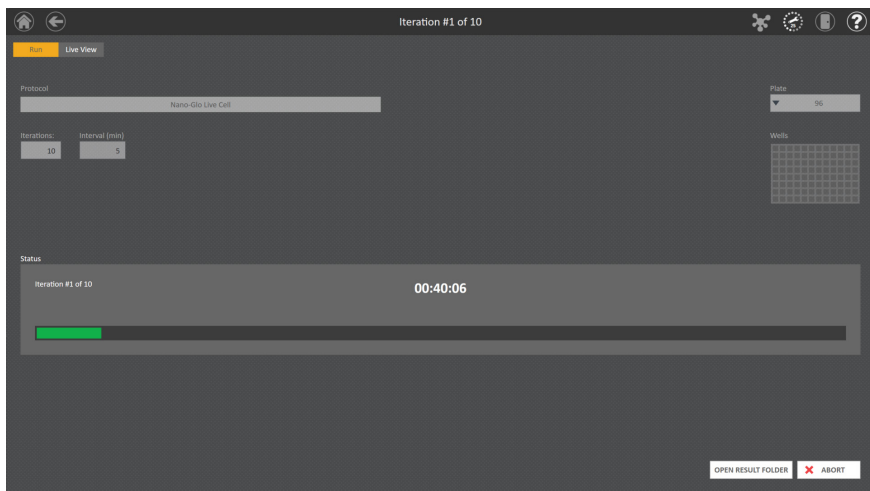 Iteration #1 of 10
?
Run Live View
Protocol
Plate
Nano-Glo Live Cell
96
Iterations: Interval (min)
Wells
10 5
Status
Iteration #1 of 10
00:40:06
OPEN RESULT FOLDER ABORT